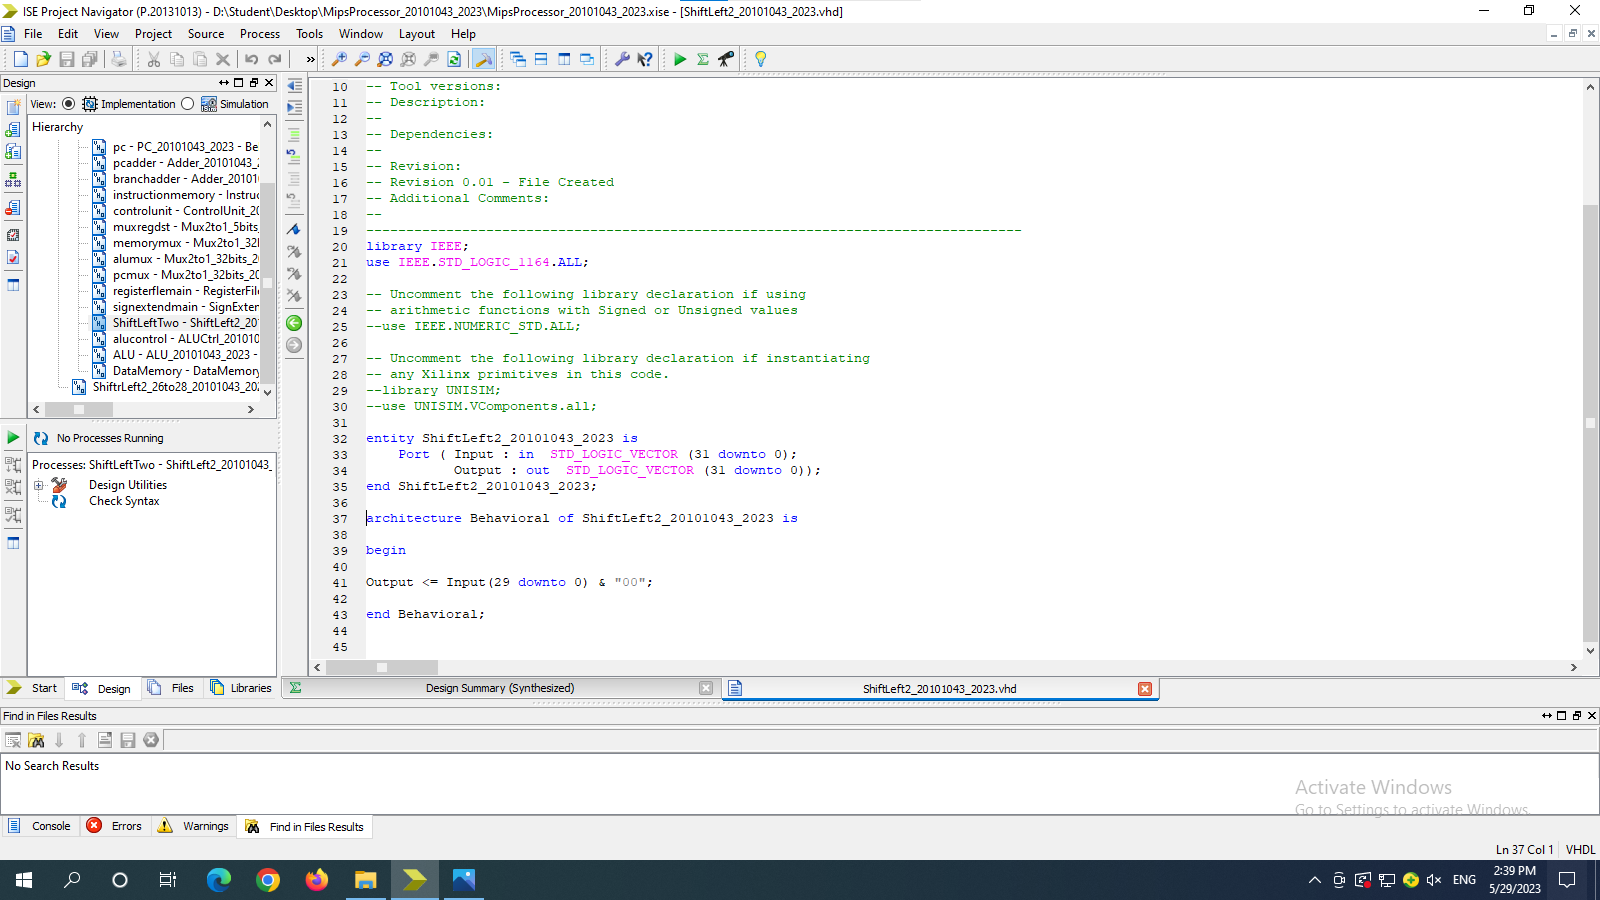 ISE Project Navigator (P.20131013) - D:\Student\Desktop\MipsProcessor_20101043_2023\MipsProcessor_20101043_2023.xise - [ShiftLeft2_20101043_2023.vhd]
File Edit View Project Source Process Tools Window Layout Help
Design
View: Implementation Simulation
Hierarchy
pc - PC_20101043_2023 - Be
pcadder - Adder_20101043_
branchadder - Adder_20101
instructionmemory - Instru
controlunit - ControlUnit_20
muxregdst - Mux2to1_5bits_
memorymux - Mux2to1_32
alumux - Mux2to1_32bits_2
pcmux - Mux2to1_32bits_20
registerflemain - RegisterFil
signextendmain - SignExter
ShiftLeftTwo - ShiftLeft2_20
alucontrol - ALUCtrl_201010
ALU - ALU_20101043_2023 -
DataMemory - DataMemory
ShiftrLeft2_26to28_20101043_20
No Processes Running
Processes: ShiftLeftTwo - ShiftLeft2_20101043_
Design Utilities
Check Syntax
Start Design Files Libraries
10 -- Tool versions:
11 -- Description:
12 --
13 -- Dependencies:
14 --
15 -- Revision:
16 -- Revision 0.01 - File Created
17 -- Additional Comments:
18 --
19 ----------------------------------------------------------------------------------
20 library IEEE;
21 use IEEE.STD_LOGIC_1164.ALL;
22
23 -- Uncomment the following library declaration if using
24 -- arithmetic functions with Signed or Unsigned values
25 --use IEEE.NUMERIC_STD.ALL;
26
27 -- Uncomment the following library declaration if instantiating
28 -- any Xilinx primitives in this code.
29 --library UNISIM;
30 --use UNISIM.VComponents.all;
31
32 entity ShiftLeft2_20101043_2023 is
33 Port ( Input : in STD_LOGIC_VECTOR (31 downto 0);
34 Output : out STD_LOGIC_VECTOR (31 downto 0));
35 end ShiftLeft2_20101043_2023;
36
37 architecture Behavioral of ShiftLeft2_20101043_2023 is
38
39 begin
40
41 Output <= Input(29 downto 0) & "00";
42
43 end Behavioral;
44
45
Design Summary (Synthesized) ShiftLeft2_20101043_2023.vhd
Find in Files Results
No Search Results
Activate Windows
Go to Settings to activate Windows.
Console Errors Warnings Find in Files Results
Ln 37 Col 1 VHDL
ENG
2:39 PM
5/29/2023